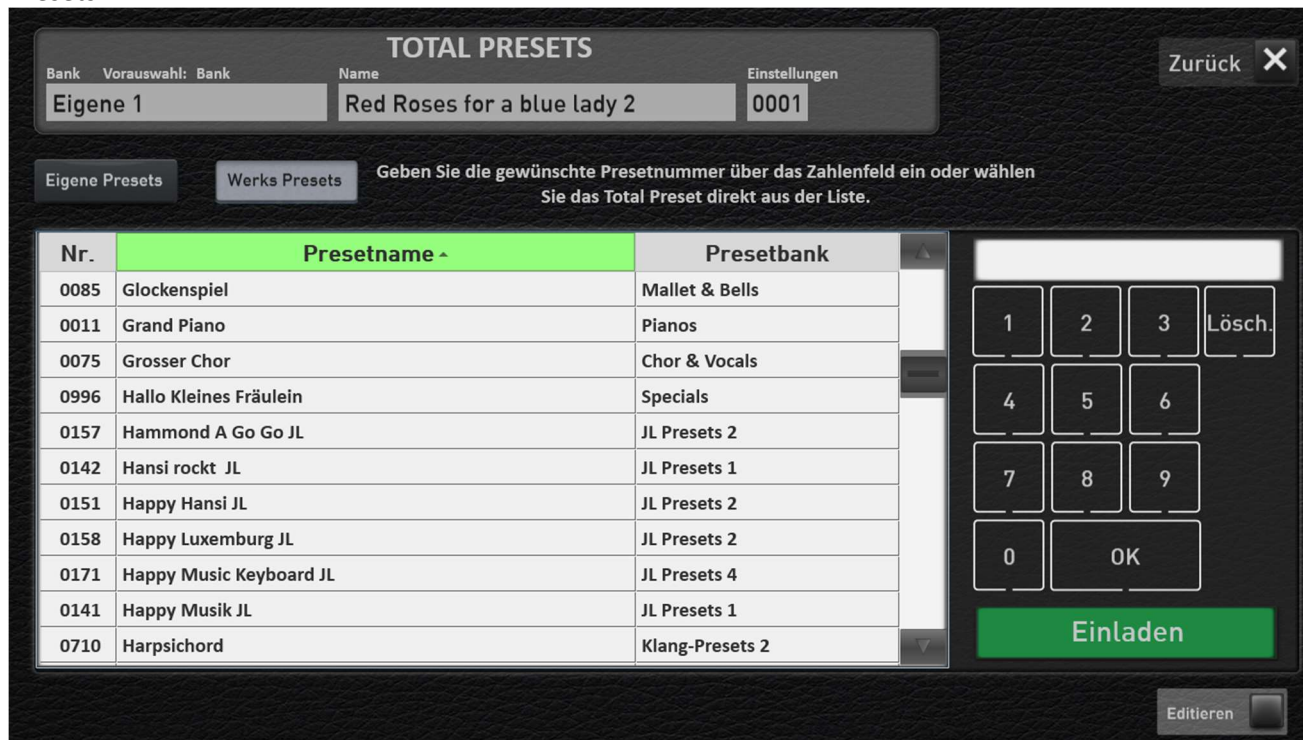 TOTAL PRESETS
Zurück
Bank Vorauswahl: Bank Name Einstellungen
Eigene 1 Red Roses for a blue lady 2 0001
Eigene Presets Werks Presets
Geben Sie die gewünschte Presetnummer über das Zahlenfeld ein oder wählen
Sie das Total Preset direkt aus der Liste.
Nr. Presetname Presetbank
0085 Glockenspiel Mallet & Bells
0011 Grand Piano Pianos
0075 Grosser Chor Chor & Vocals
0996 Hallo Kleines Fräulein Specials
0157 Hammond A Go Go JL JL Presets 2
0142 Hansi rockt JL JL Presets 1
0151 Happy Hansi JL JL Presets 2
0158 Happy Luxemburg JL JL Presets 2
0171 Happy Music Keyboard JL JL Presets 4
0141 Happy Musik JL JL Presets 1
0710 Harpsichord Klang-Presets 2
1 2 3 Lösch.
4 5 6
7 8 9
0 OK
Einladen
Editieren